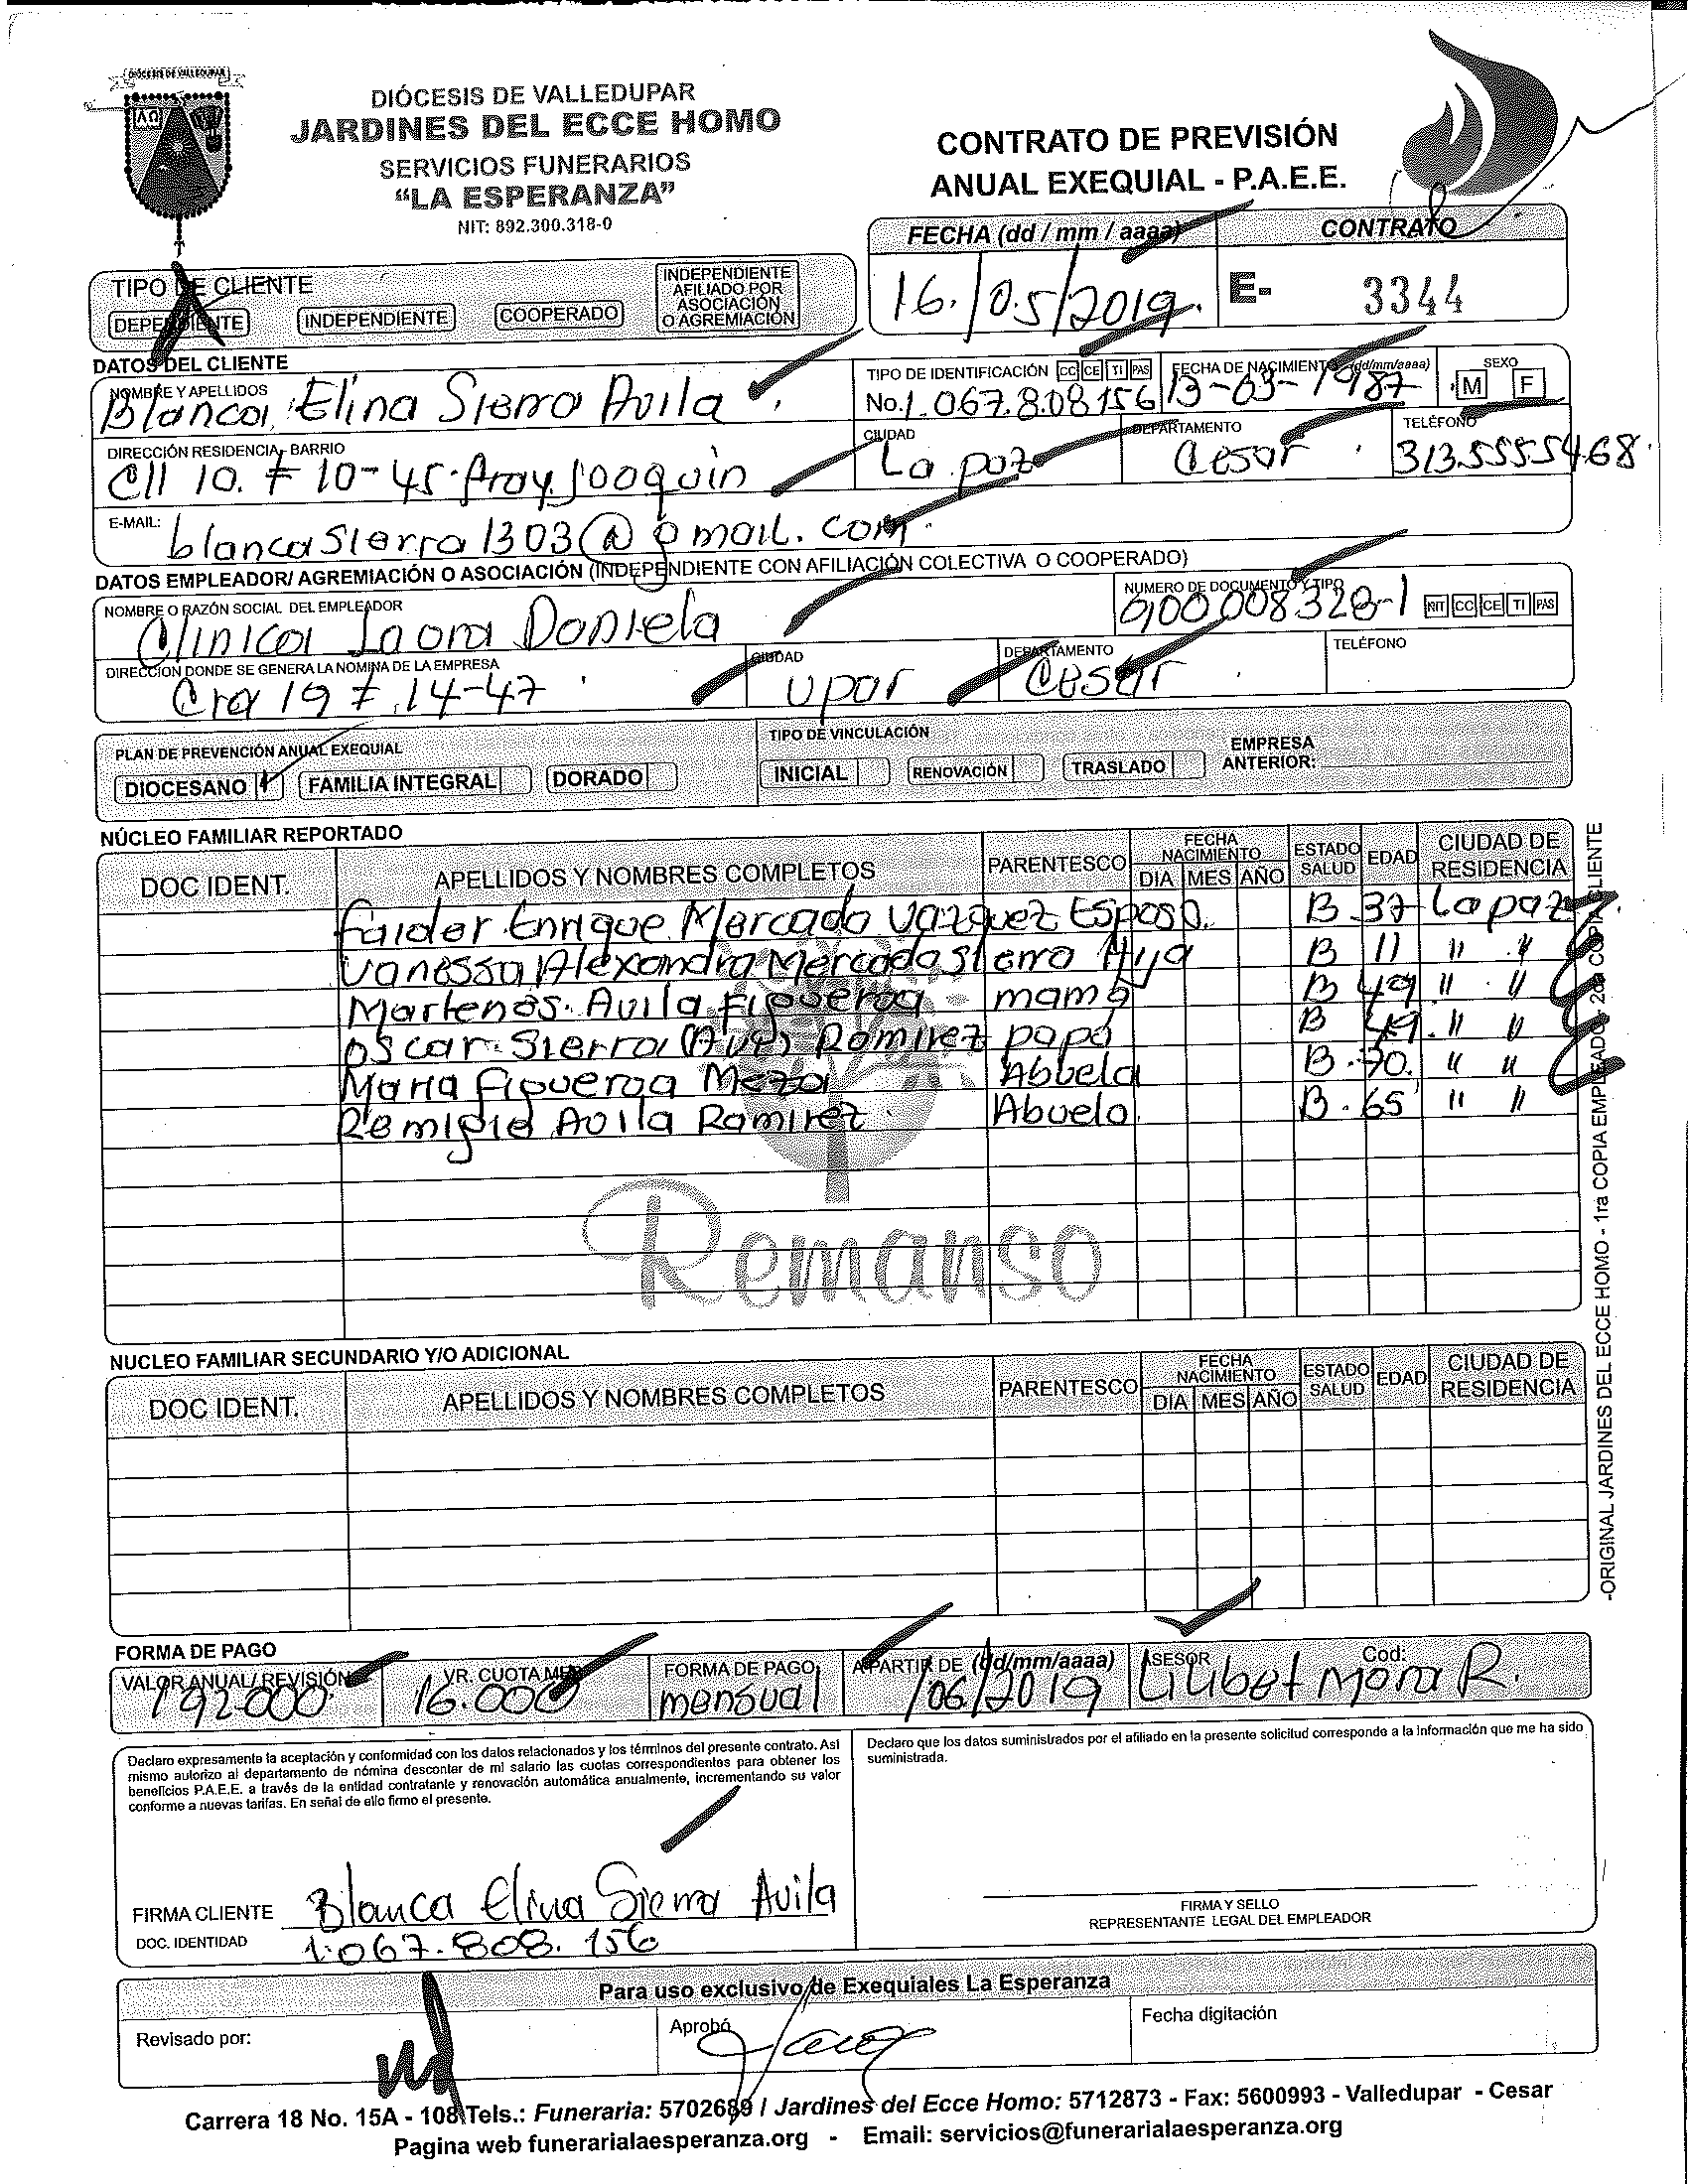 DIÓCESIS DE VALLEDUPAR
DIÓCESIS DE VALLEDUPAR
JARDINES DEL ECCE HOMO
SERVICIOS FUNERARIOS
"LA ESPERANZA"
NIT: 892.300.318-0
CONTRATO DE PREVISIÓN
ANUAL EXEQUIAL - P.A.E.E.
FECHA (dd / mm / aaaa) CONTRATO
16/05/2019. E- 3344
TIPO DE CLIENTE
DEPENDIENTE INDEPENDIENTE COOPERADO INDEPENDIENTE AFILIADO POR ASOCIACIÓN O AGREMIACIÓN
DATOS DEL CLIENTE
NOMBRE Y APELLIDOS TIPO DE IDENTIFICACIÓN CC CE TI PAS FECHA DE NACIMIENTO (dd/mm/aaaa) SEXO
Blanca Elina Sierra Avila No. 1.067.808156 13-03-1987 M F
DIRECCIÓN RESIDENCIA - BARRIO CIUDAD DEPARTAMENTO TELÉFONO
Cll 10. # 10-45. Fray Joaquin La paz Cesar 3135555468
E-MAIL: blancasierra1303@gmail.com
DATOS EMPLEADOR/ AGREMIACIÓN O ASOCIACIÓN (INDEPENDIENTE CON AFILIACIÓN COLECTIVA O COOPERADO)
NOMBRE O RAZÓN SOCIAL DEL EMPLEADOR NUMERO DE DOCUMENTO Y TIPO
Clinica Laura Daniela 900008328-1 NIT CC CE TI PAS
DIRECCIÓN DONDE SE GENERA LA NOMINA DE LA EMPRESA CIUDAD DEPARTAMENTO TELÉFONO
Cra 19 # 14-47 Upar Cesar
PLAN DE PREVENCIÓN ANUAL EXEQUIAL TIPO DE VINCULACIÓN EMPRESA ANTERIOR:
DIOCESANO FAMILIA INTEGRAL DORADO INICIAL RENOVACIÓN TRASLADO
NÚCLEO FAMILIAR REPORTADO
DOC IDENT. APELLIDOS Y NOMBRES COMPLETOS PARENTESCO FECHA NACIMIENTO DIA MES AÑO ESTADO SALUD EDAD CIUDAD DE RESIDENCIA
Faider Enrique Mercado Vazquez Esposo. B 37 La paz
Vanessa Alexandra Mercado Sierra Hija B 11 " "
Avila Figueroa mama B 49 " "
Oscar Sierra Ramirez papá B 49. " "
Maria Figueroa Meza Abuela B. 70. " "
Remigio Avila Ramirez Abuelo. B. 65 " "
Remanso
NUCLEO FAMILIAR SECUNDARIO Y/O ADICIONAL
DOC IDENT. APELLIDOS Y NOMBRES COMPLETOS PARENTESCO FECHA NACIMIENTO DIA MES AÑO ESTADO SALUD EDAD CIUDAD DE RESIDENCIA
-ORIGINAL JARDINES DEL ECCE HOMO - 1ra COPIA EMPLEADOR COPIA CLIENTE
FORMA DE PAGO
VALOR ANUAL/ REVISIÓN VR. CUOTA FORMA DE PAGO APARTIR DE (dd/mm/aaaa) ASESOR Cod:
192000 16.000 mensual /06/2019 Lilibet Mora R.
Declaro expresamente la aceptación y conformidad con los datos relacionados y los términos del presente contrato. Así
mismo autorizo al departamento de nómina descontar de mi salario las cuotas correspondientes para obtener los
beneficios P.A.E.E. a través de la entidad contratante y renovación automática anualmente, incrementando su valor
conforme a nuevas tarifas. En señal de ello firmo el presente.
Declaro que los datos suministrados por el afiliado en la presente solicitud corresponde a la información que me ha sido
suministrada.
FIRMA CLIENTE Blanca Elina Sierra Avila
DOC. IDENTIDAD 1.067.808.156
FIRMA Y SELLO
REPRESENTANTE LEGAL DEL EMPLEADOR
Para uso exclusivo de Exequiales La Esperanza
Revisado por: Aprobó Fecha digitación
Carrera 18 No. 15A - 108 Tels.: Funeraria: 5702689 / Jardines del Ecce Homo: 5712873 - Fax: 5600993 - Valledupar - Cesar
Pagina web funerarialaesperanza.org - Email: servicios@funerarialaesperanza.org